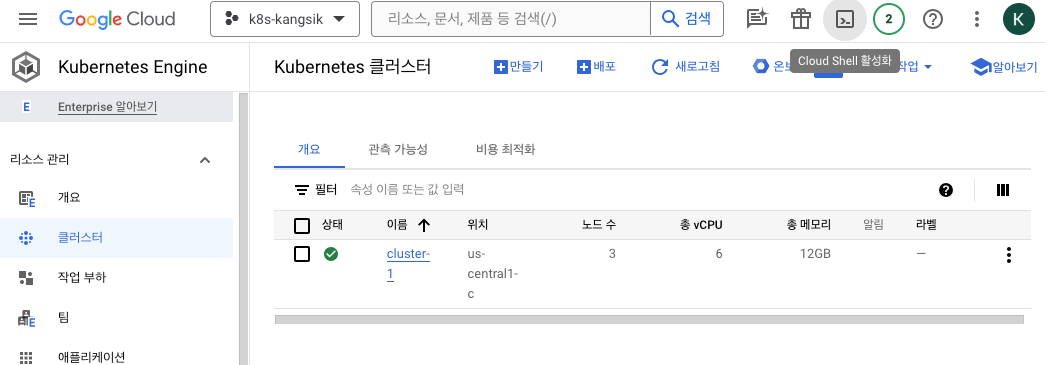 Google Cloud
k8s-kangsik
리소스, 문서, 제품 등 검색(/)
검색
2
K
Kubernetes Engine
Kubernetes 클러스터
만들기
배포
새로고침
온보
Cloud Shell 활성화
작업
알아보기
E
Enterprise 알아보기
리소스 관리
개요
클러스터
작업 부하
팀
애플리케이션
개요
관측 가능성
비용 최적화
필터
속성 이름 또는 값 입력
상태
이름
위치
노드 수
총 vCPU
총 메모리
알림
라벨
cluster-
1
us-
central1-
c
3
6
12GB
—